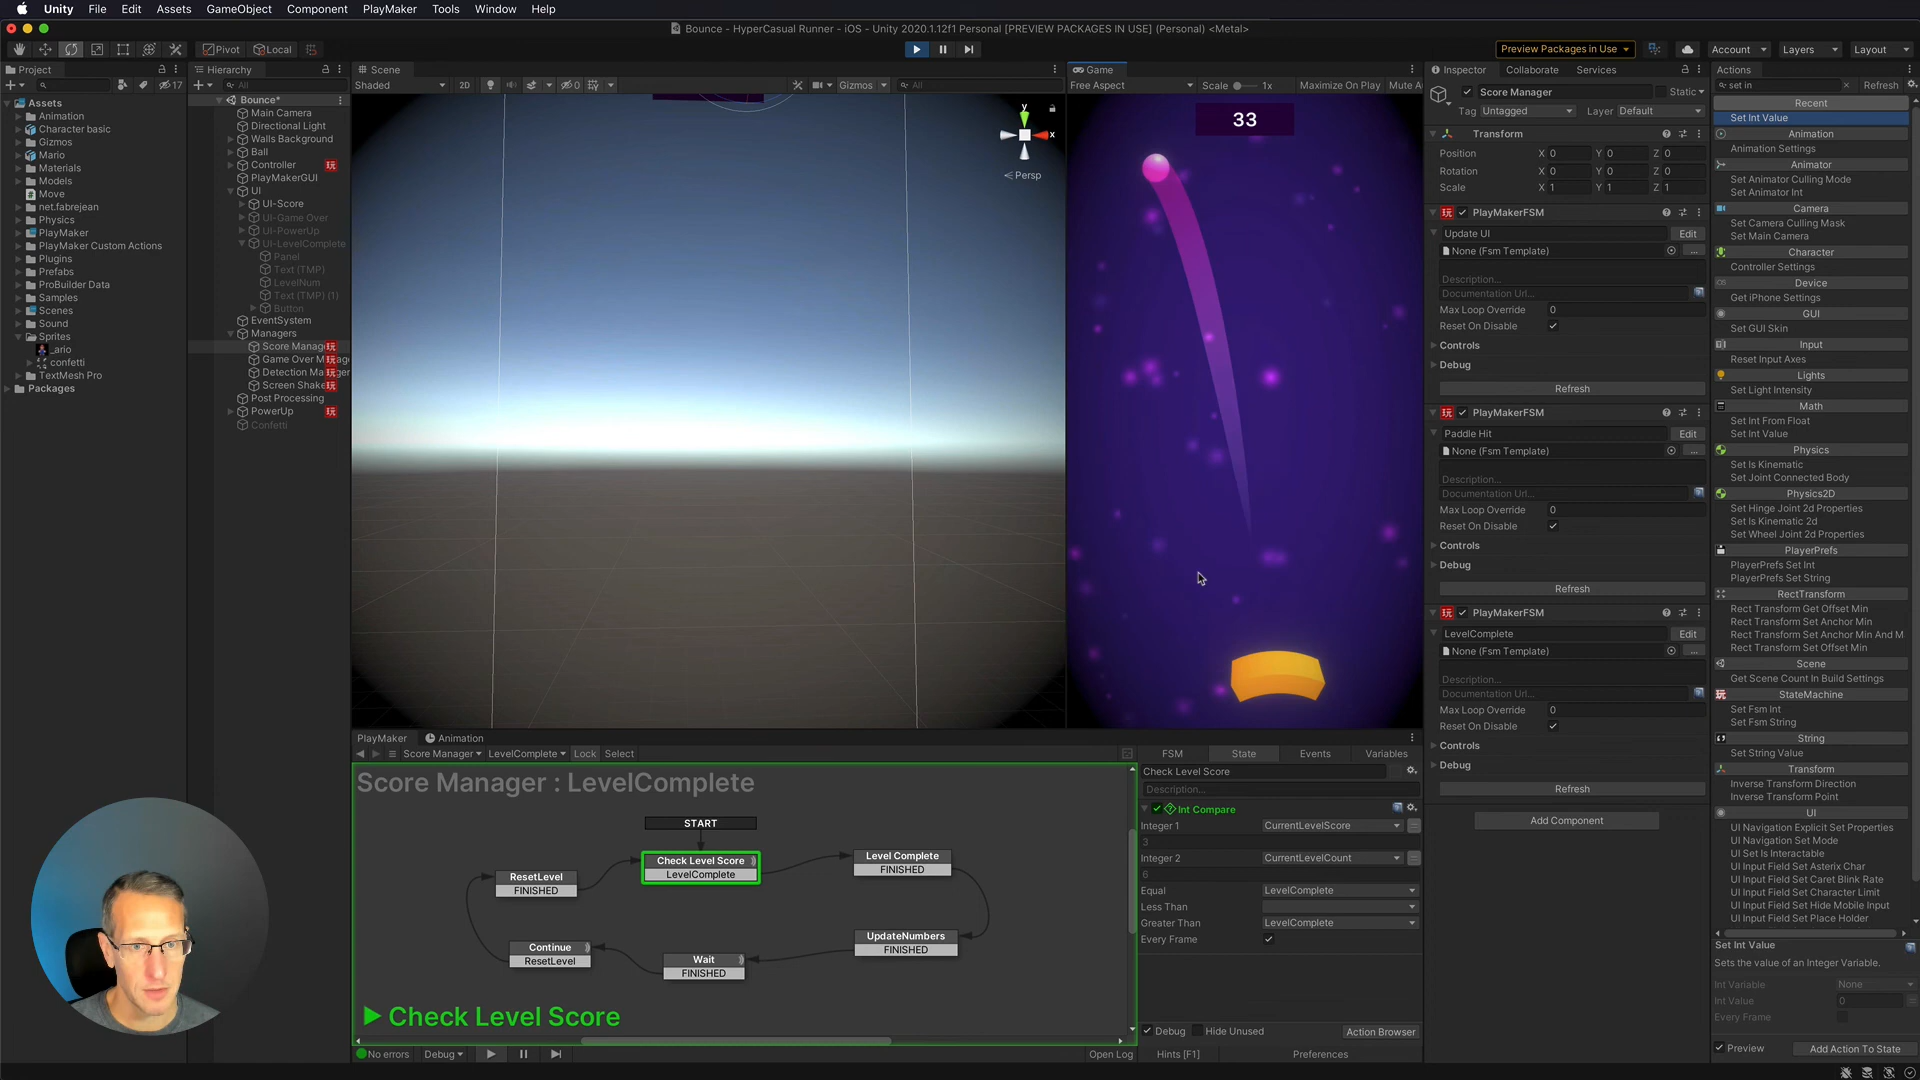 Unity File Edit Assets GameObject Component PlayMaker Tools Window Help
Bounce - HyperCasual Runner - iOS - Unity 2020.1.12f1 Personal [PREVIEW PACKAGES IN USE] (Personal) <Metal>
Pivot Local Preview Packages in Use Account Layers Layout
Project
17
Assets
Animation
Character basic
Gizmos
Mario
Materials
Models
Move
net.fabrejean
Physics
PlayMaker
PlayMaker Custom Actions
Plugins
Prefabs
ProBuilder Data
Samples
Scenes
Sound
Sprites
_ario
confetti
TextMesh Pro
Packages
Hierarchy
All
Bounce*
Main Camera
Directional Light
Walls Background
Ball
Controller
PlayMakerGUI
UI
UI-Score
UI-Game Over
UI-PowerUp
UI-LevelComplete
Panel
Text (TMP)
LevelNum
Text (TMP) (1)
Button
EventSystem
Managers
Score Manag
Game Over M
Detection Ma
Screen Shake
Post Processing
PowerUp
Confetti
Scene
Shaded 2D 0 Gizmos All
y
x
Persp
Game
Free Aspect Scale 1x Maximize On Play Mute Au
33
PlayMaker Animation
Score Manager LevelComplete Lock Select
Score Manager : LevelComplete
START
Check Level Score
LevelComplete
Level Complete
FINISHED
ResetLevel
FINISHED
UpdateNumbers
FINISHED
Continue
ResetLevel
Wait
FINISHED
Check Level Score
No errors Debug Open Log
FSM State Events Variables
Check Level Score
Description...
Int Compare
Integer 1 CurrentLevelScore
3
Integer 2 CurrentLevelCount
6
Equal LevelComplete
Less Than
Greater Than LevelComplete
Every Frame
Debug Hide Unused Action Browser
Hints [F1] Preferences
Inspector Collaborate Services
Score Manager Static
Tag Untagged Layer Default
Transform
Position X 0 Y 0 Z 0
Rotation X 0 Y 0 Z 0
Scale X 1 Y 1 Z 1
PlayMakerFSM
Update UI Edit
None (Fsm Template) ...
Description...
Documentation Url...
Max Loop Override 0
Reset On Disable
Controls
Debug
Refresh
PlayMakerFSM
Paddle Hit Edit
None (Fsm Template) ...
Description...
Documentation Url...
Max Loop Override 0
Reset On Disable
Controls
Debug
Refresh
PlayMakerFSM
LevelComplete Edit
None (Fsm Template) ...
Description...
Documentation Url...
Max Loop Override 0
Reset On Disable
Controls
Debug
Refresh
Add Component
Actions
set in Refresh
Recent
Set Int Value
Animation
Animation Settings
Animator
Set Animator Culling Mode
Set Animator Int
Camera
Set Camera Culling Mask
Set Main Camera
Character
Controller Settings
Device
Get iPhone Settings
GUI
Set GUI Skin
Input
Reset Input Axes
Lights
Set Light Intensity
Math
Set Int From Float
Set Int Value
Physics
Set Is Kinematic
Set Joint Connected Body
Physics2D
Set Hinge Joint 2d Properties
Set Is Kinematic 2d
Set Wheel Joint 2d Properties
PlayerPrefs
PlayerPrefs Set Int
PlayerPrefs Set String
RectTransform
Rect Transform Get Offset Min
Rect Transform Set Anchor Min
Rect Transform Set Anchor Min And M
Rect Transform Set Offset Min
Scene
Get Scene Count In Build Settings
StateMachine
Set Fsm Int
Set Fsm String
String
Set String Value
Transform
Inverse Transform Direction
Inverse Transform Point
UI
UI Navigation Explicit Set Properties
UI Navigation Set Mode
UI Set Is Interactable
UI Input Field Set Asterix Char
UI Input Field Set Caret Blink Rate
UI Input Field Set Character Limit
UI Input Field Set Hide Mobile Input
UI Input Field Set Place Holder
Set Int Value
Sets the value of an Integer Variable.
Int Variable None
Int Value 0
Every Frame
Preview Add Action To State